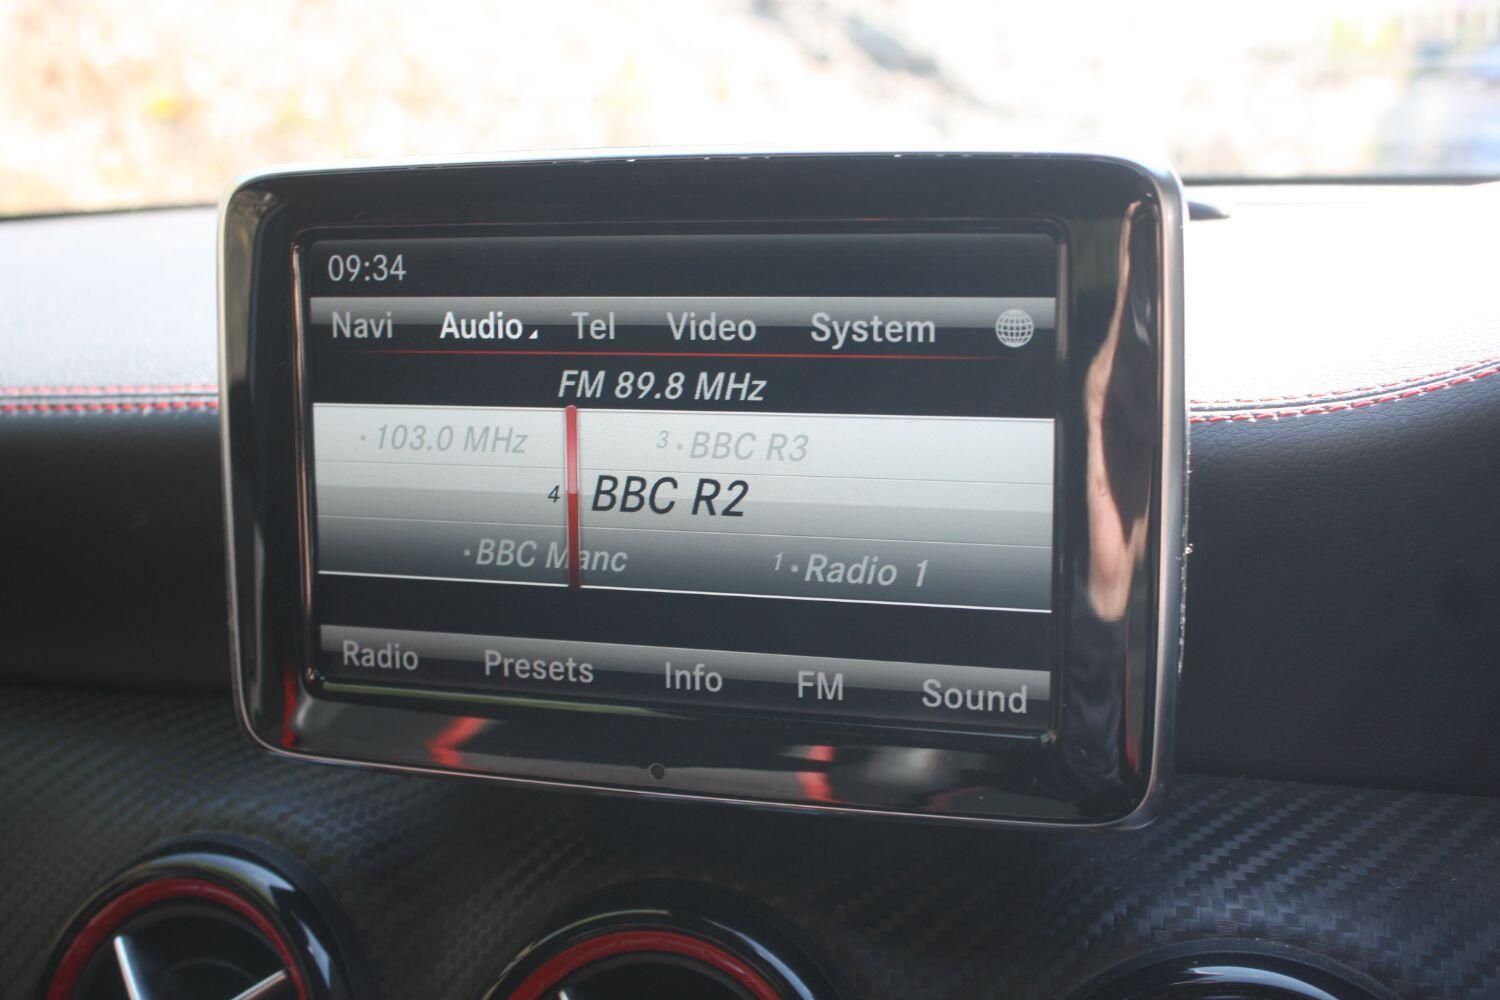 09:34
Navi Audio Tel Video System
FM 89.8 MHz
· 103.0 MHz 3 · BBC R3
4 BBC R2
· BBC Manc 1 · Radio 1
Radio Presets Info FM Sound